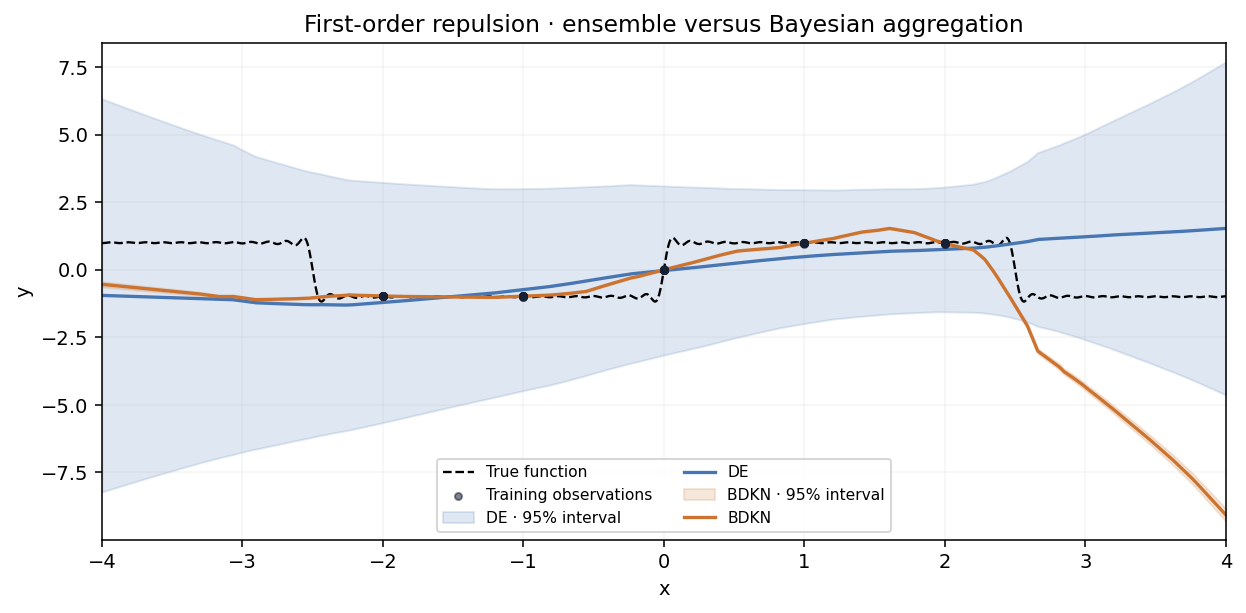 First-order repulsion · ensemble versus Bayesian aggregation
7.5
5.0
2.5
0.0
−2.5
−5.0
−7.5
y
True function
Training observations
DE · 95% interval
DE
BDKN · 95% interval
BDKN
−4
−3
−2
−1
0
1
2
3
4
x